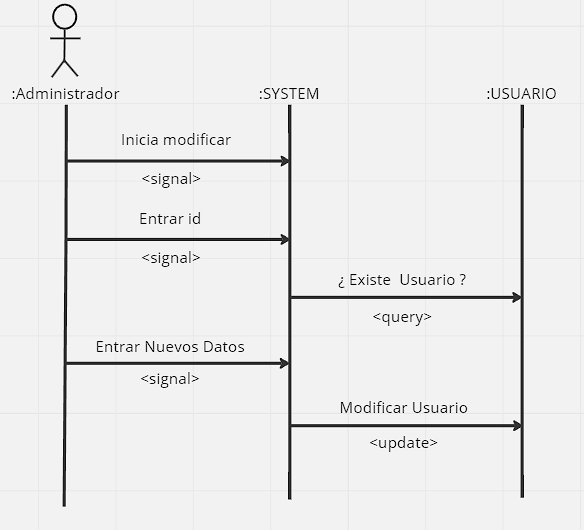 :Administrador :SYSTEM :USUARIO
Inicia modificar
<signal>
Entrar id
<signal>
¿ Existe Usuario ?
<query>
Entrar Nuevos Datos
<signal>
Modificar Usuario
<update>